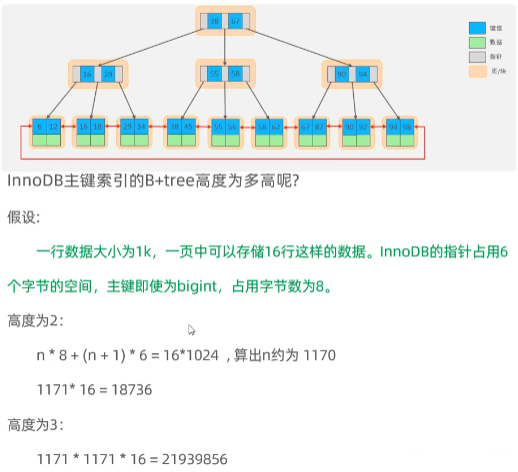 38 67
键值
数据
指针
页/块
16 29
55 58
90 94
6 12
16 18
29 34
38 45
55 56
58 62
67 87
90 92
94 98
InnoDB主键索引的B+tree高度为多高呢?
假设:
一行数据大小为1k，一页中可以存储16行这样的数据。InnoDB的指针占用6
个字节的空间，主键即使为bigint，占用字节数为8。
高度为2：
n * 8 + (n + 1) * 6 = 16*1024 , 算出n约为 1170
1171* 16 = 18736
高度为3：
1171 * 1171 * 16 = 21939856